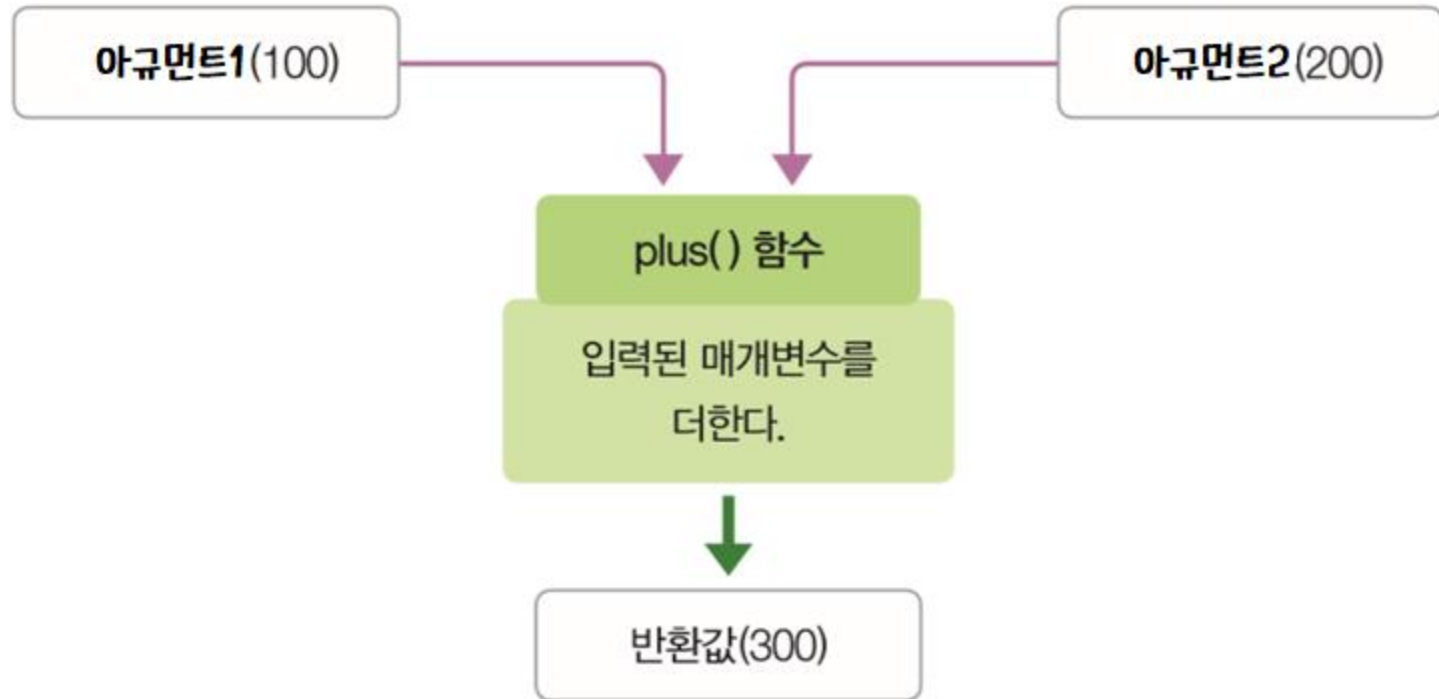 아규먼트1(100)
아규먼트2(200)
plus( ) 함수
입력된 매개변수를
더한다.
반환값(300)